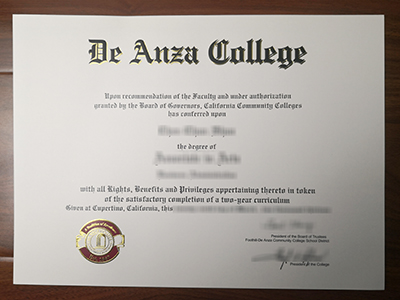 De Anza College
Upon recommendation of the Faculty and under authorization
granted by the Board of Governors, California Community Colleges
has conferred upon
the degree of
with all Rights, Benefits and Privileges appertaining thereto in token
of the satisfactory completion of a two-year curriculum
Given at Cupertino, California, this
President of the Board of Trustees
Foothill-De Anza Community College School District
President of the College